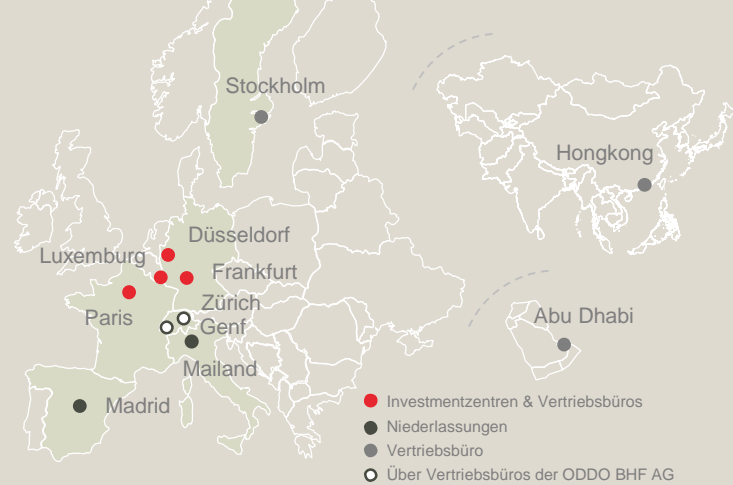 Stockholm
Hongkong
Düsseldorf
Luxemburg
Frankfurt
Zürich
Paris
Genf
Abu Dhabi
Mailand
Madrid
Investmentzentren & Vertriebsbüros
Niederlassungen
Vertriebsbüro
Über Vertriebsbüros der ODDO BHF AG